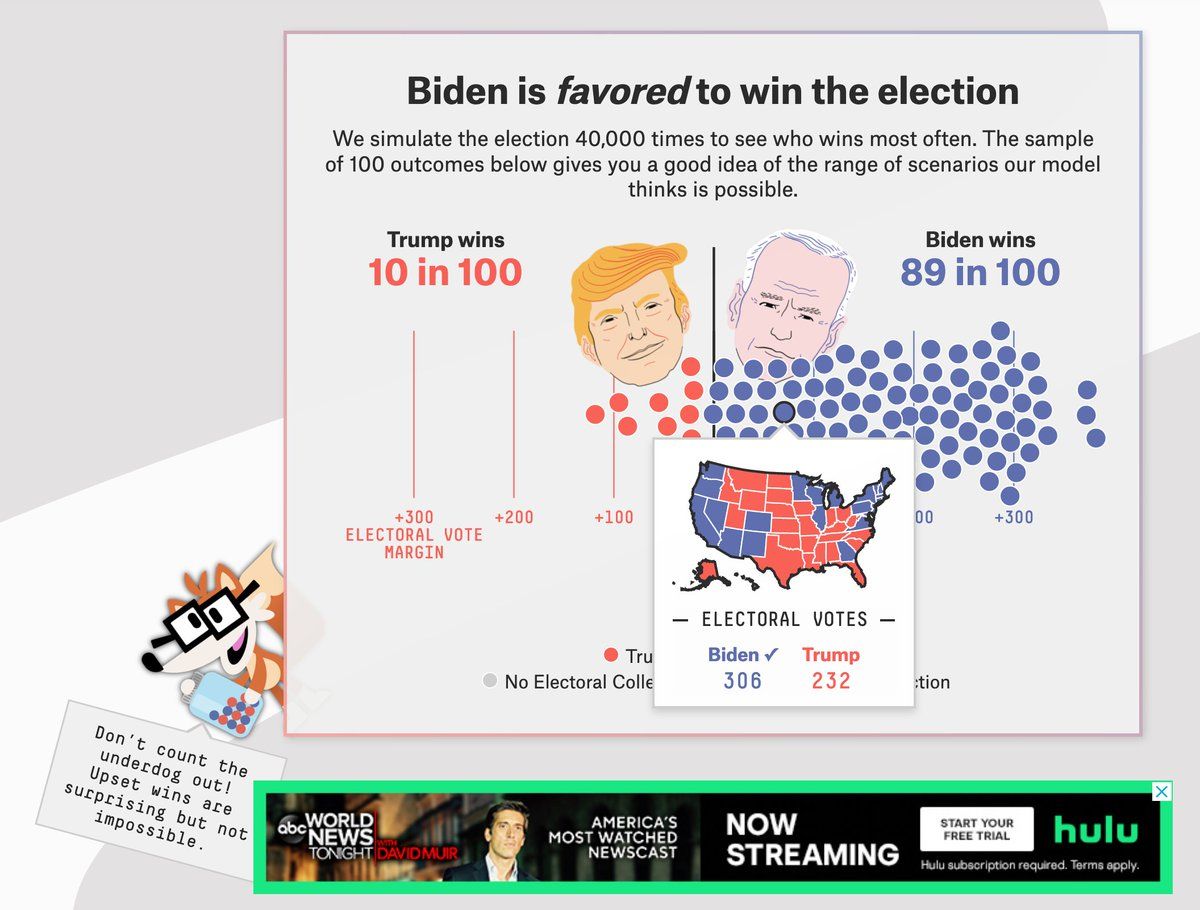 Biden is favored to win the election
We simulate the election 40,000 times to see who wins most often. The sample
of 100 outcomes below gives you a good idea of the range of scenarios our model
thinks is possible.
Trump wins
10 in 100
Biden wins
89 in 100
+300
ELECTORAL VOTE
MARGIN
+200
+100
00
+300
— ELECTORAL VOTES —
Biden ✓ Trump
306 232
Tru
No Electoral Colle
ction
Don't count the
underdog out!
Upset wins are
surprising but not
impossible.
abc WORLD
NEWS
TONIGHT WITH DAVID MUIR
AMERICA'S
MOST WATCHED
NEWSCAST
NOW
STREAMING
START YOUR
FREE TRIAL
hulu
Hulu subscription required. Terms apply.